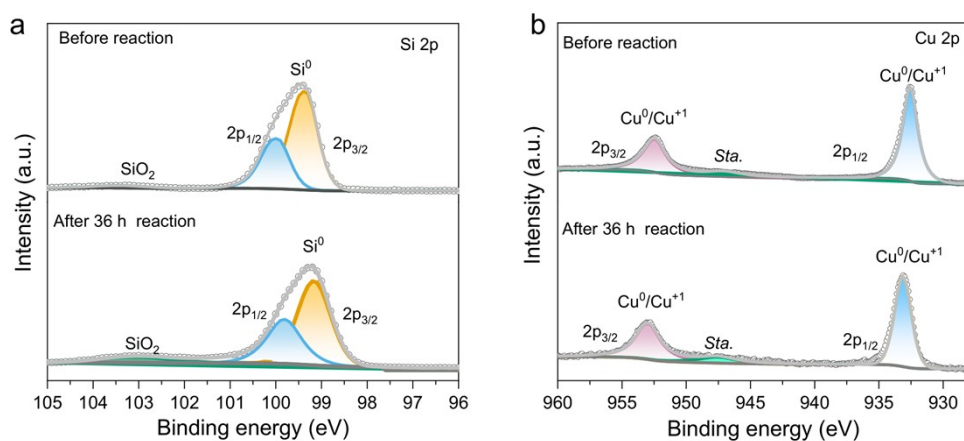 a
Before reaction
Si 2p
Si⁰
2p₁/₂
2p₃/₂
SiO₂
After 36 h reaction
Si⁰
2p₁/₂
2p₃/₂
SiO₂
Intensity (a.u.)
105 104 103 102 101 100 99 98 97 96
Binding energy (eV)
b
Before reaction
Cu 2p
Cu⁰/Cu⁺¹
Cu⁰/Cu⁺¹
2p₃/₂
Sta.
2p₁/₂
After 36 h reaction
Cu⁰/Cu⁺¹
Cu⁰/Cu⁺¹
2p₃/₂
Sta.
2p₁/₂
Intensity (a.u.)
960 955 950 945 940 935 930
Binding energy (eV)